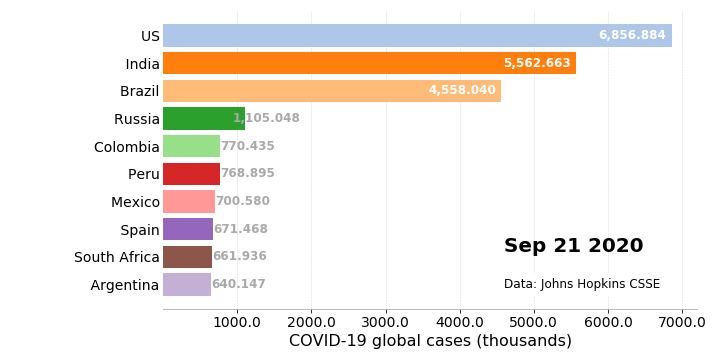 US 6,856.884
India 5,562.663
Brazil 4,558.040
Russia 1,105.048
Colombia 770.435
Peru 768.895
Mexico 700.580
Spain 671.468
South Africa 661.936
Argentina 640.147
Sep 21 2020
Data: Johns Hopkins CSSE
1000.0 2000.0 3000.0 4000.0 5000.0 6000.0 7000.0
COVID-19 global cases (thousands)